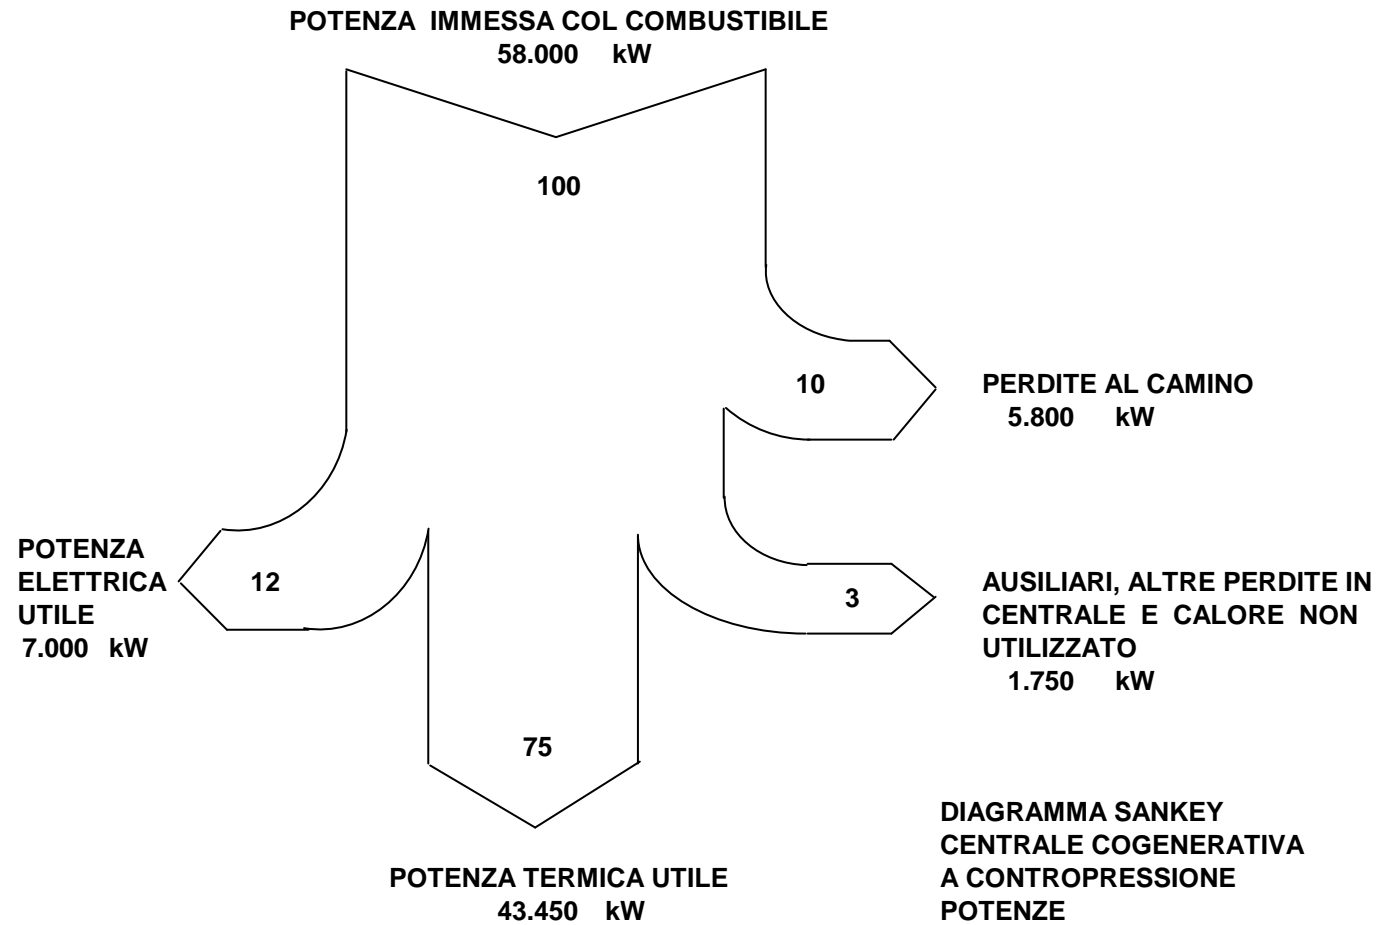 POTENZA IMMESSA COL COMBUSTIBILE
58.000 kW
100
10
PERDITE AL CAMINO
5.800 kW
POTENZA
ELETTRICA
UTILE
7.000 kW
12
3
AUSILIARI, ALTRE PERDITE IN
CENTRALE E CALORE NON
UTILIZZATO
1.750 kW
75
POTENZA TERMICA UTILE
43.450 kW
DIAGRAMMA SANKEY
CENTRALE COGENERATIVA
A CONTROPRESSIONE
POTENZE